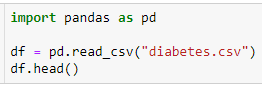 import pandas as pd
df = pd.read_csv("diabetes.csv")
df.head()